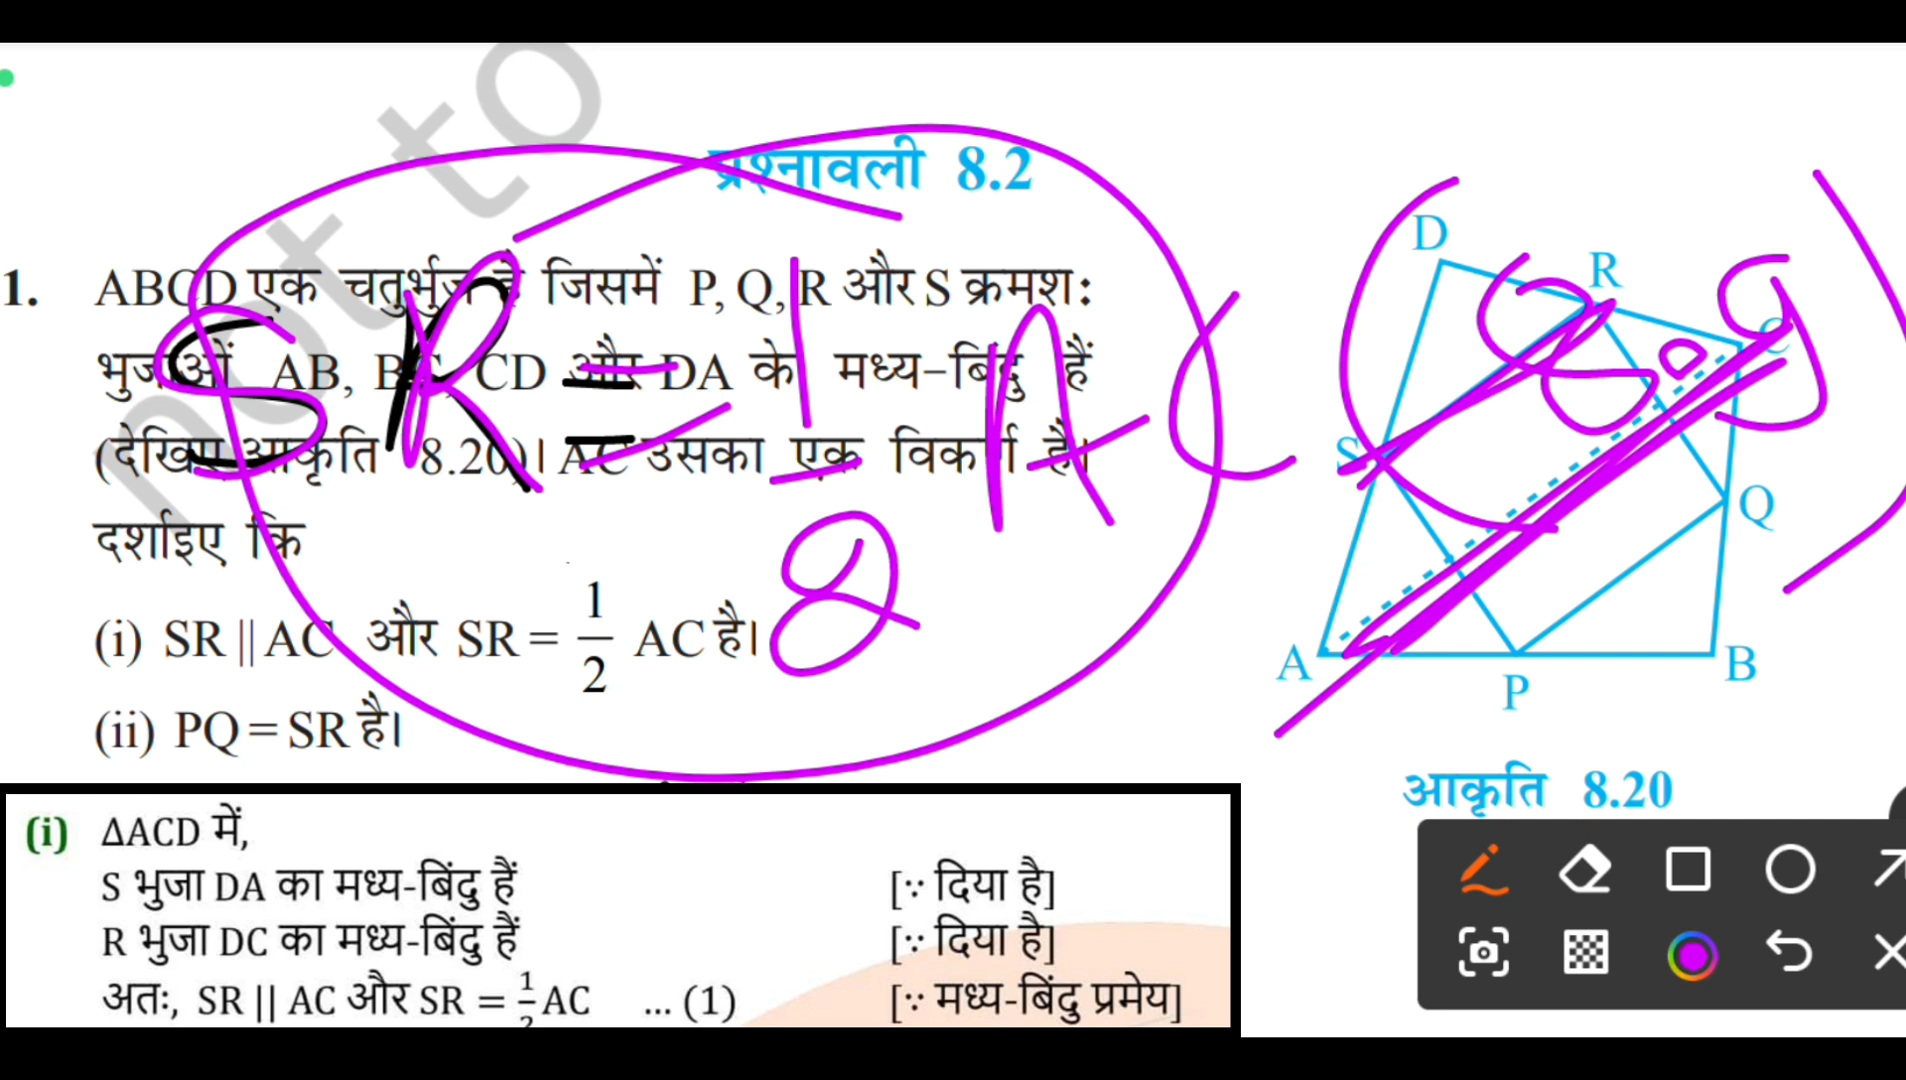 not to
प्रश्नावली 8.2
1. ABCD एक चतुर्भुज है जिसमें P, Q, R और S क्रमश:
भुजाओं AB, BC, CD और DA के मध्य–बिंदु हैं
(देखिए आकृति 8.20)। AC उसका एक विकर्ण है।
दर्शाइए कि
(i) SR || AC और SR = 1/2 AC है।
(ii) PQ = SR है।
SR = 1/2 AC
D
R
C
S
Q
A
P
B
आकृति 8.20
(i) ΔACD में,
S भुजा DA का मध्य-बिंदु हैं [∵ दिया है]
R भुजा DC का मध्य-बिंदु हैं [∵ दिया है]
अतः, SR || AC और SR = 1/2 AC ... (1) [∵ मध्य-बिंदु प्रमेय]